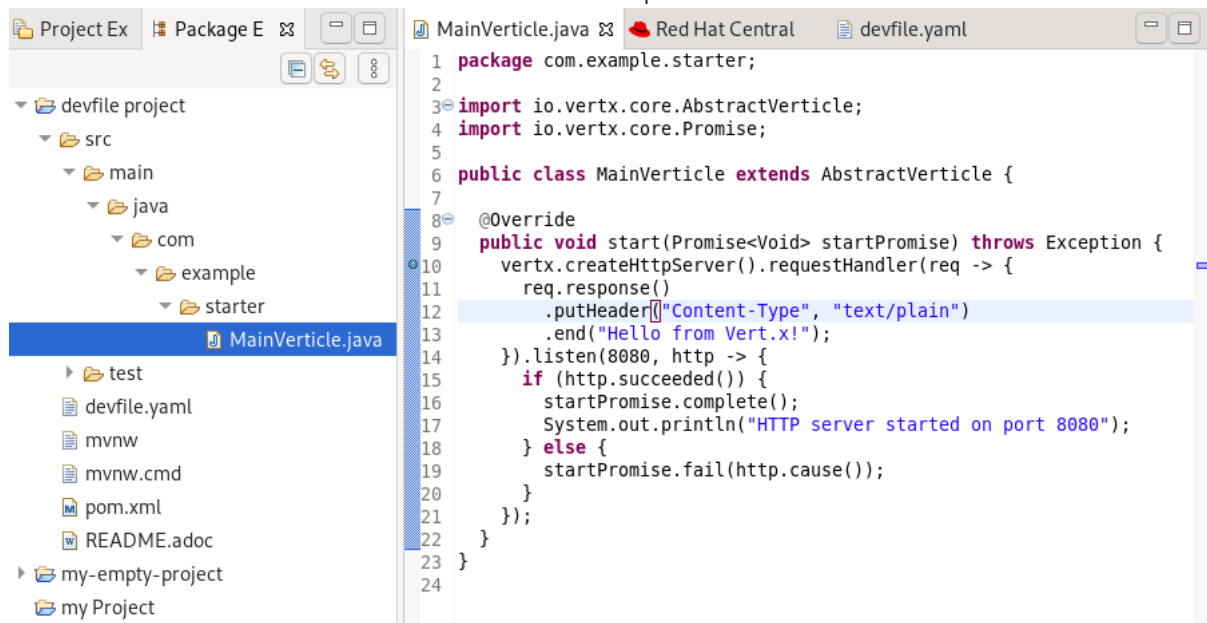 Project Ex  Package E
devfile project
src
main
java
com
example
starter
MainVerticle.java
test
devfile.yaml
mvnw
mvnw.cmd
pom.xml
README.adoc
my-empty-project
my Project
MainVerticle.java  Red Hat Central  devfile.yaml
1 package com.example.starter;
2
3 import io.vertx.core.AbstractVerticle;
4 import io.vertx.core.Promise;
5
6 public class MainVerticle extends AbstractVerticle {
7
8   @Override
9   public void start(Promise<Void> startPromise) throws Exception {
10     vertx.createHttpServer().requestHandler(req -> {
11       req.response()
12         .putHeader("Content-Type", "text/plain")
13         .end("Hello from Vert.x!");
14     }).listen(8080, http -> {
15       if (http.succeeded()) {
16         startPromise.complete();
17         System.out.println("HTTP server started on port 8080");
18       } else {
19         startPromise.fail(http.cause());
20       }
21     });
22   }
23 }
24